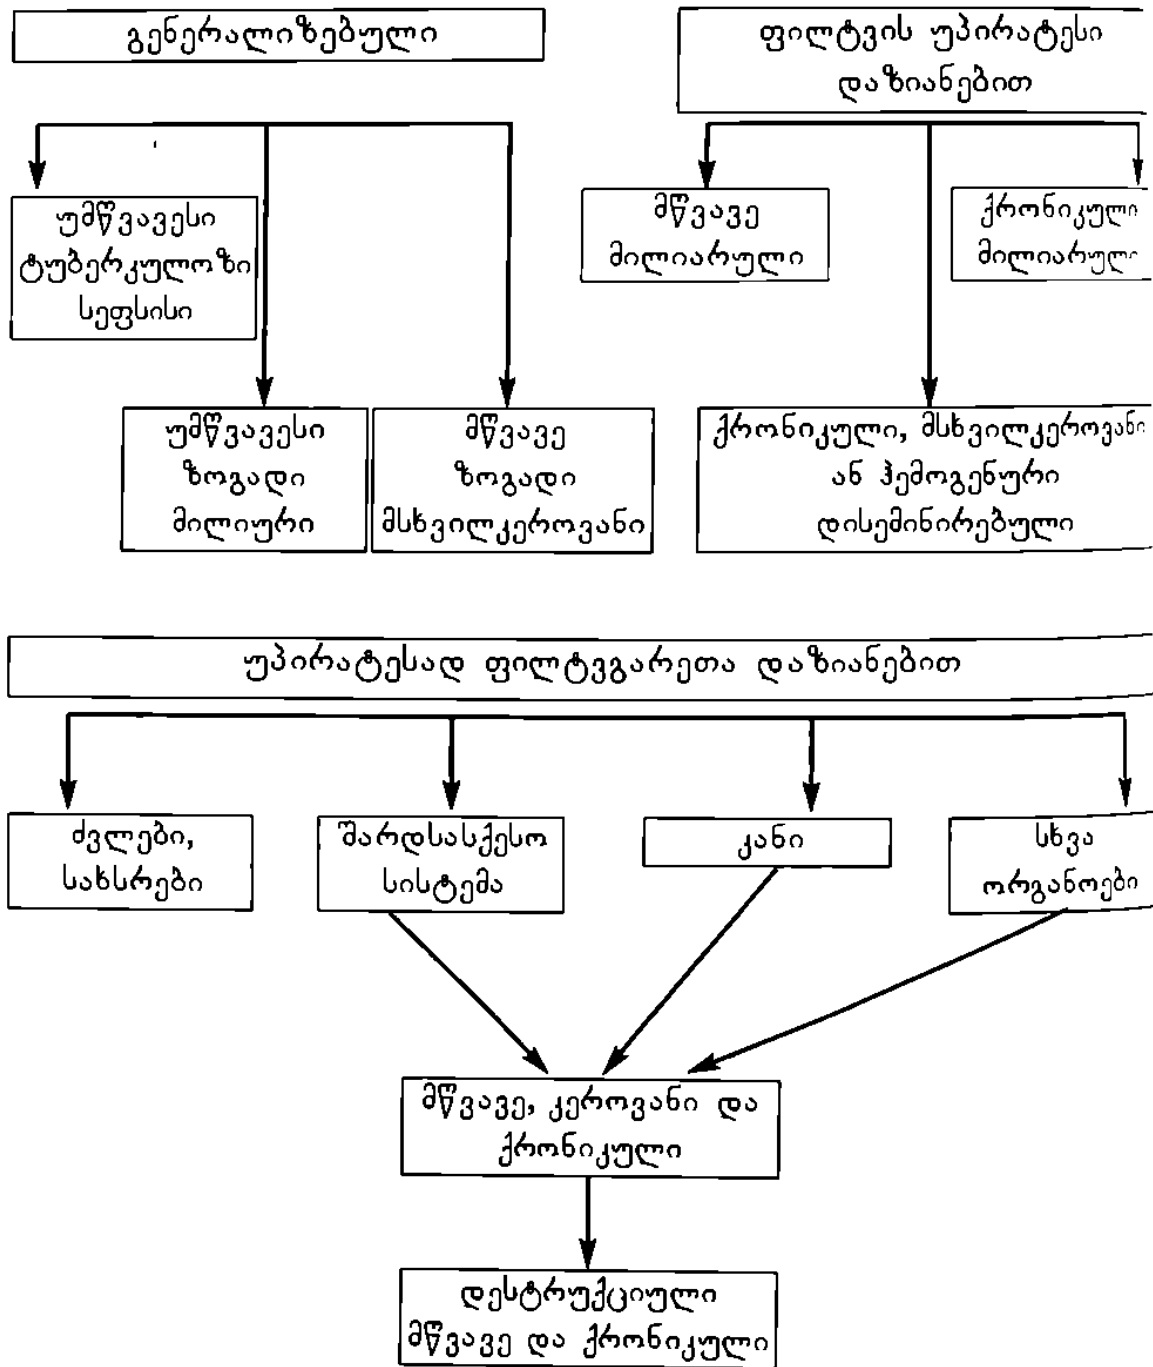 გენერალიზებული
ფილტვის უპირატესი
დაზიანებით
უმწვავესი
ტუბერკულოზი
სეფსისი
მწვავე
მილიარული
ქრონიკული
მილიარული
უმწვავესი
ზოგადი
მილიური
მწვავე
ზოგადი
მსხვილკეროვანი
ქრონიკული, მსხვილკეროვანი
ან ჰემოგენური
დისემინირებული
უპირატესად ფილტვგარეთა დაზიანებით
ძვლები,
სახსრები
შარდსასქესო
სისტემა
კანი
სხვა
ორგანოები
მწვავე, კეროვანი და
ქრონიკული
დესტრუქციული
მწვავე და ქრონიკული